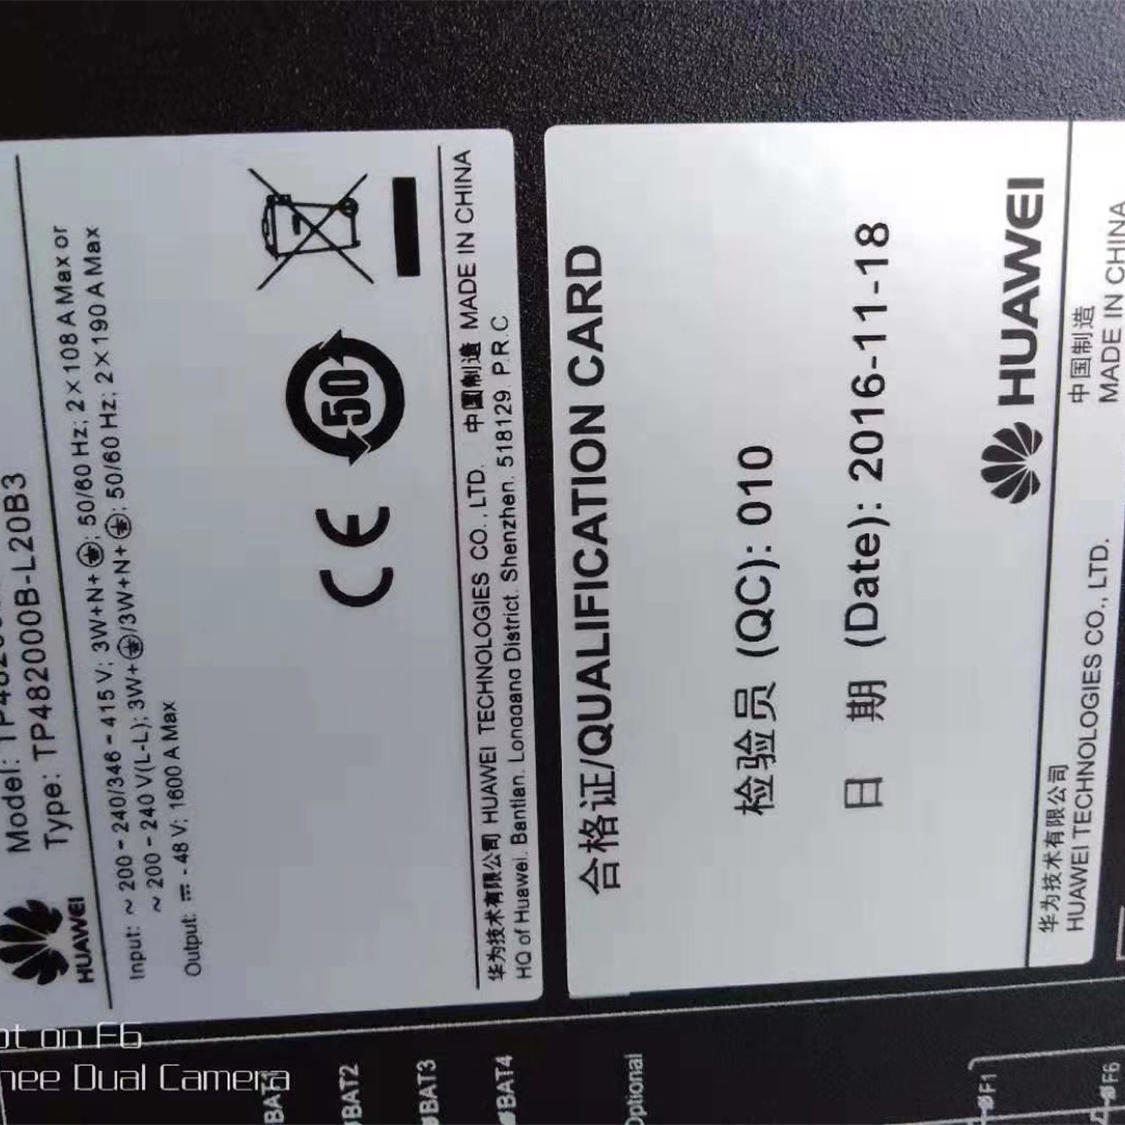 Model:
Type: TP482000B-L20B3
HUAWEI
Input: ~ 200-240/346-415 V; 3W+N+⏚; 50/60 Hz; 2×108 A Max or
~ 200-240 V(L-L); 3W+⏚/3W+N+⏚; 50/60 Hz; 2×190 A Max
Output: ⎓ -48 V; 1600 A Max
CE
50
华为技术有限公司 HUAWEI TECHNOLOGIES CO., LTD. 中国制造 MADE IN CHINA
HQ of Huawei, Bantian, Longgang District, Shenzhen, 518129, P.R.C
合格证/QUALIFICATION CARD
检验员 (QC): 010
日 期 (Date): 2016-11-18
HUAWEI
华为技术有限公司 中国制造
HUAWEI TECHNOLOGIES CO., LTD. MADE IN CHINA
BAT1
BAT2
BAT3
BAT4
Optional
F1
F6
on F6
Dual Camera